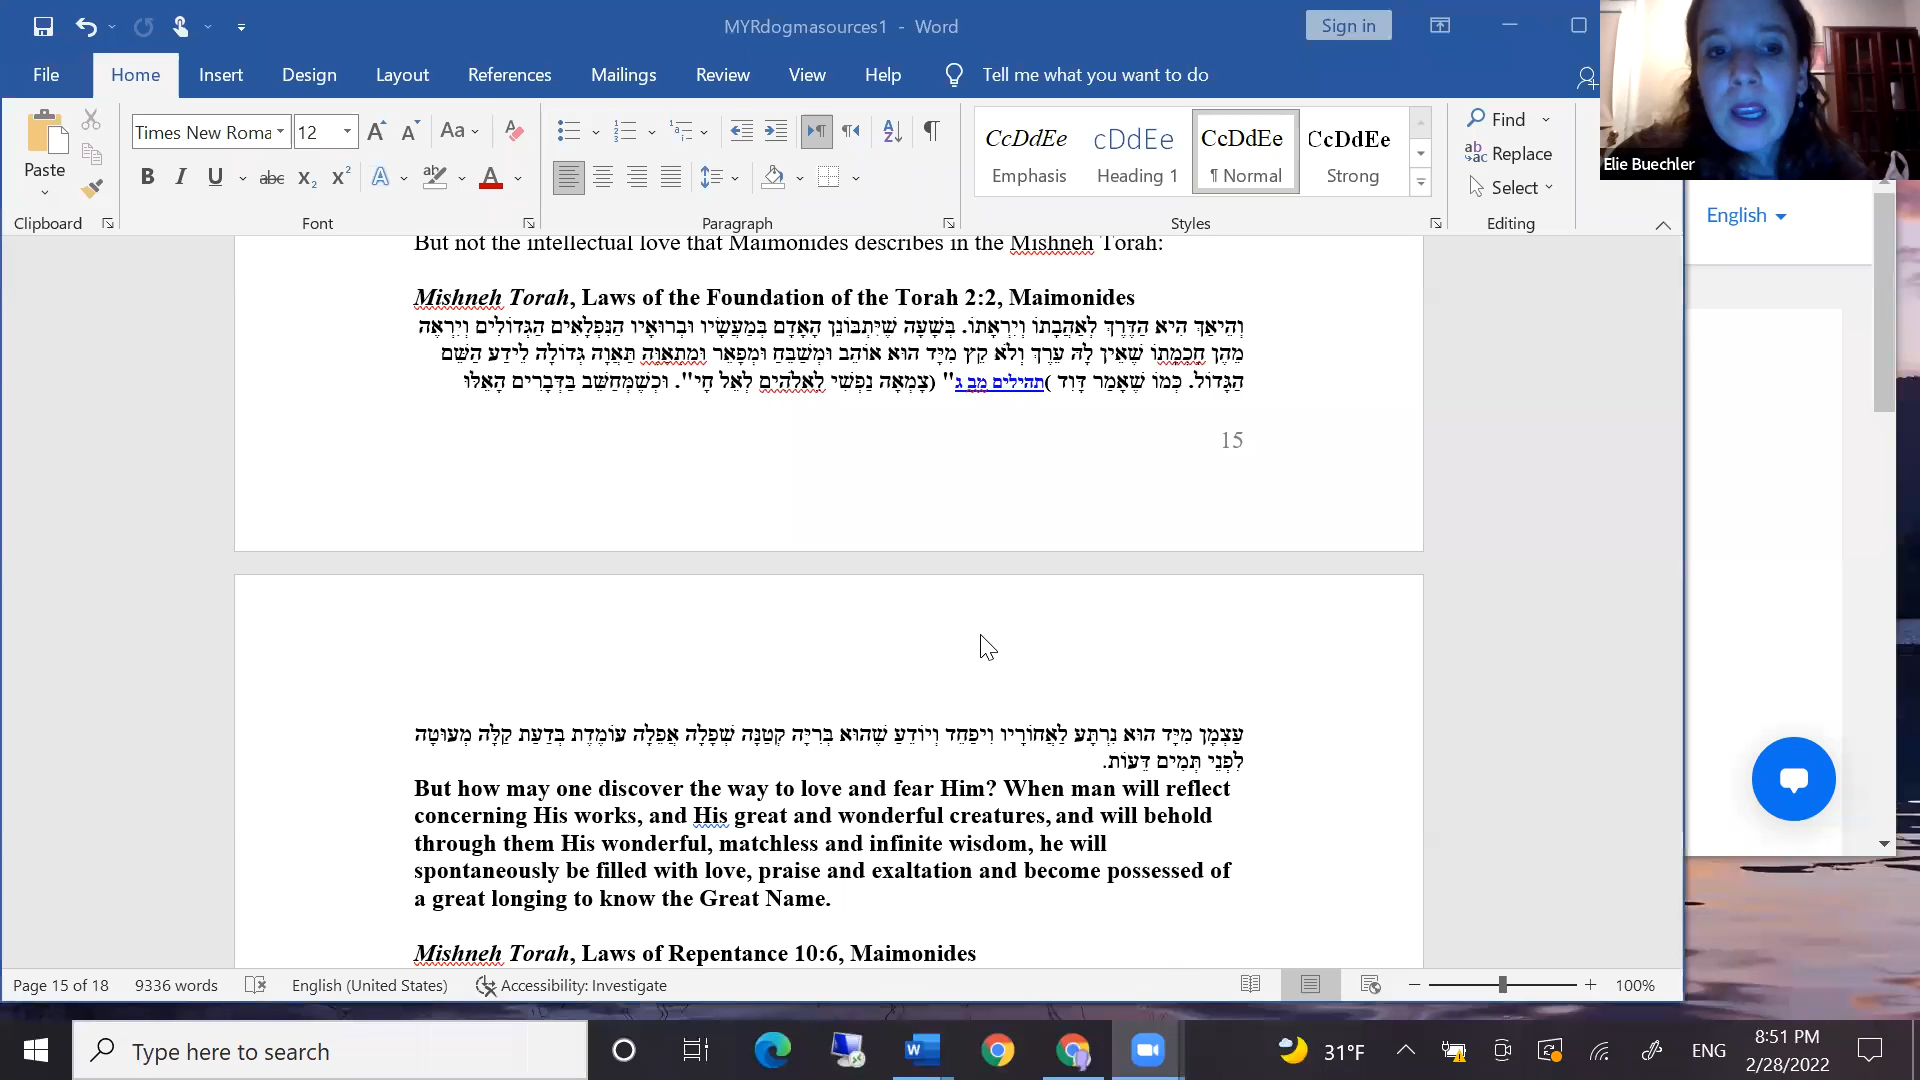 MYRdogmasources1 - Word
Sign in
File
Home
Insert
Design
Layout
References
Mailings
Review
View
Help
Tell me what you want to do
Paste
Clipboard
Times New Roma
12
Aa
B I U abc X₂ X² A A
Font
Paragraph
CcDdEe
Emphasis
cDdEe
Heading 1
CcDdEe
¶ Normal
CcDdEe
Strong
Styles
Find
Replace
Select
Editing
Elie Buechler
English
But not the intellectual love that Maimonides describes in the Mishneh Torah:
Mishneh Torah, Laws of the Foundation of the Torah 2:2, Maimonides
וְהֵיאַךְ הִיא הַדֶּרֶךְ לְאַהֲבָתוֹ וְיִרְאָתוֹ. בְּשָׁעָה שֶׁיִּתְבּוֹנֵן הָאָדָם בְּמַעֲשָׂיו וּבְרוּאָיו הַנִּפְלָאִים הַגְּדוֹלִים וְיִרְאֶה
מֵהֶן חָכְמָתוֹ שֶׁאֵין לָהּ עֵרֶךְ וְלֹא קֵץ מִיָּד הוּא אוֹהֵב וּמְשַׁבֵּחַ וּמְפָאֵר וּמִתְאַוֶּה תַּאֲוָה גְּדוֹלָה לֵידַע הַשֵּׁם
הַגָּדוֹל. כְּמוֹ שֶׁאָמַר דָּוִד )תהילים מב ג" (צָמְאָה נַפְשִׁי לֵאלֹהִים לְאֵל חָי". וּכְשֶׁמְּחַשֵּׁב בַּדְּבָרִים הָאֵלּוּ
15
עַצְמָן מִיָּד הוּא נִרְתָּע לַאֲחוֹרָיו וִיפַחֵד וְיוֹדֵעַ שֶׁהוּא בְּרִיָּה קְטַנָּה שְׁפָלָה אֲפֵלָה עוֹמֶדֶת בְּדַעַת קַלָּה מְעוּטָה
לִפְנֵי תְּמִים דֵּעוֹת.
But how may one discover the way to love and fear Him? When man will reflect
concerning His works, and His great and wonderful creatures, and will behold
through them His wonderful, matchless and infinite wisdom, he will
spontaneously be filled with love, praise and exaltation and become possessed of
a great longing to know the Great Name.
Mishneh Torah, Laws of Repentance 10:6, Maimonides
Page 15 of 18
9336 words
English (United States)
Accessibility: Investigate
100%
Type here to search
31°F
ENG
8:51 PM
2/28/2022